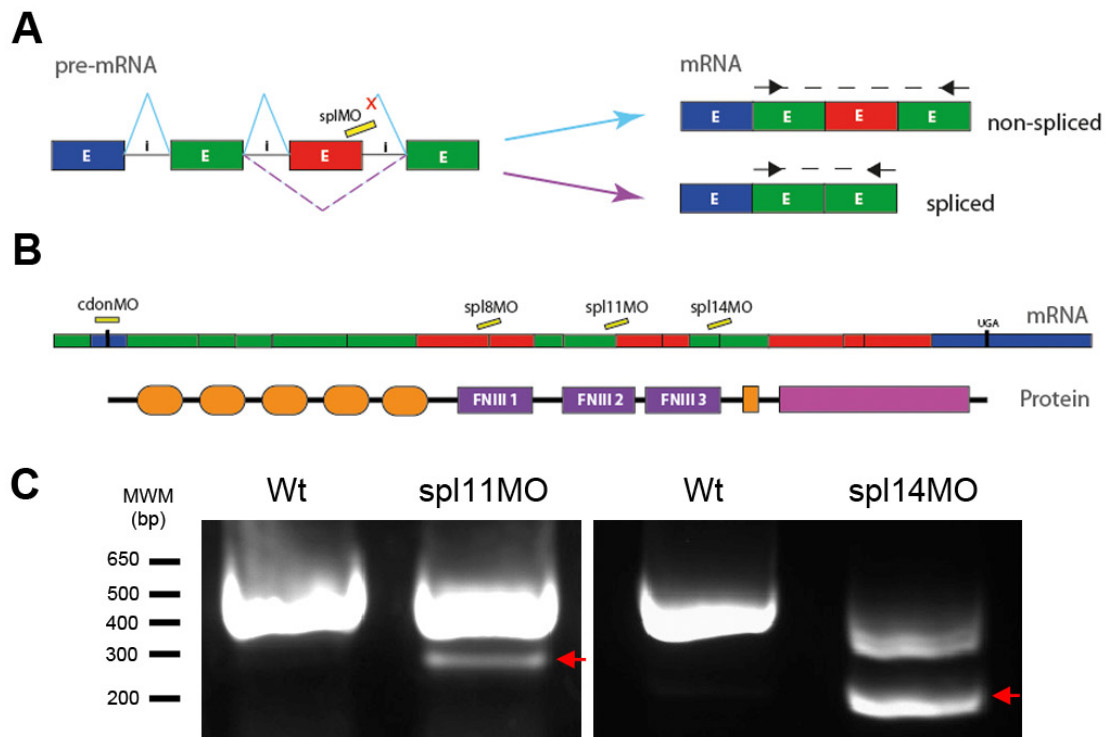 A
pre-mRNA
mRNA
splMO
X
E i E i E i E
E E E E
non-spliced
E E E
spliced
B
cdonMO
spl8MO
spl11MO
spl14MO
UGA
mRNA
FNIII 1
FNIII 2
FNIII 3
Protein
C
MWM
(bp)
Wt
spl11MO
Wt
spl14MO
650
500
400
300
200